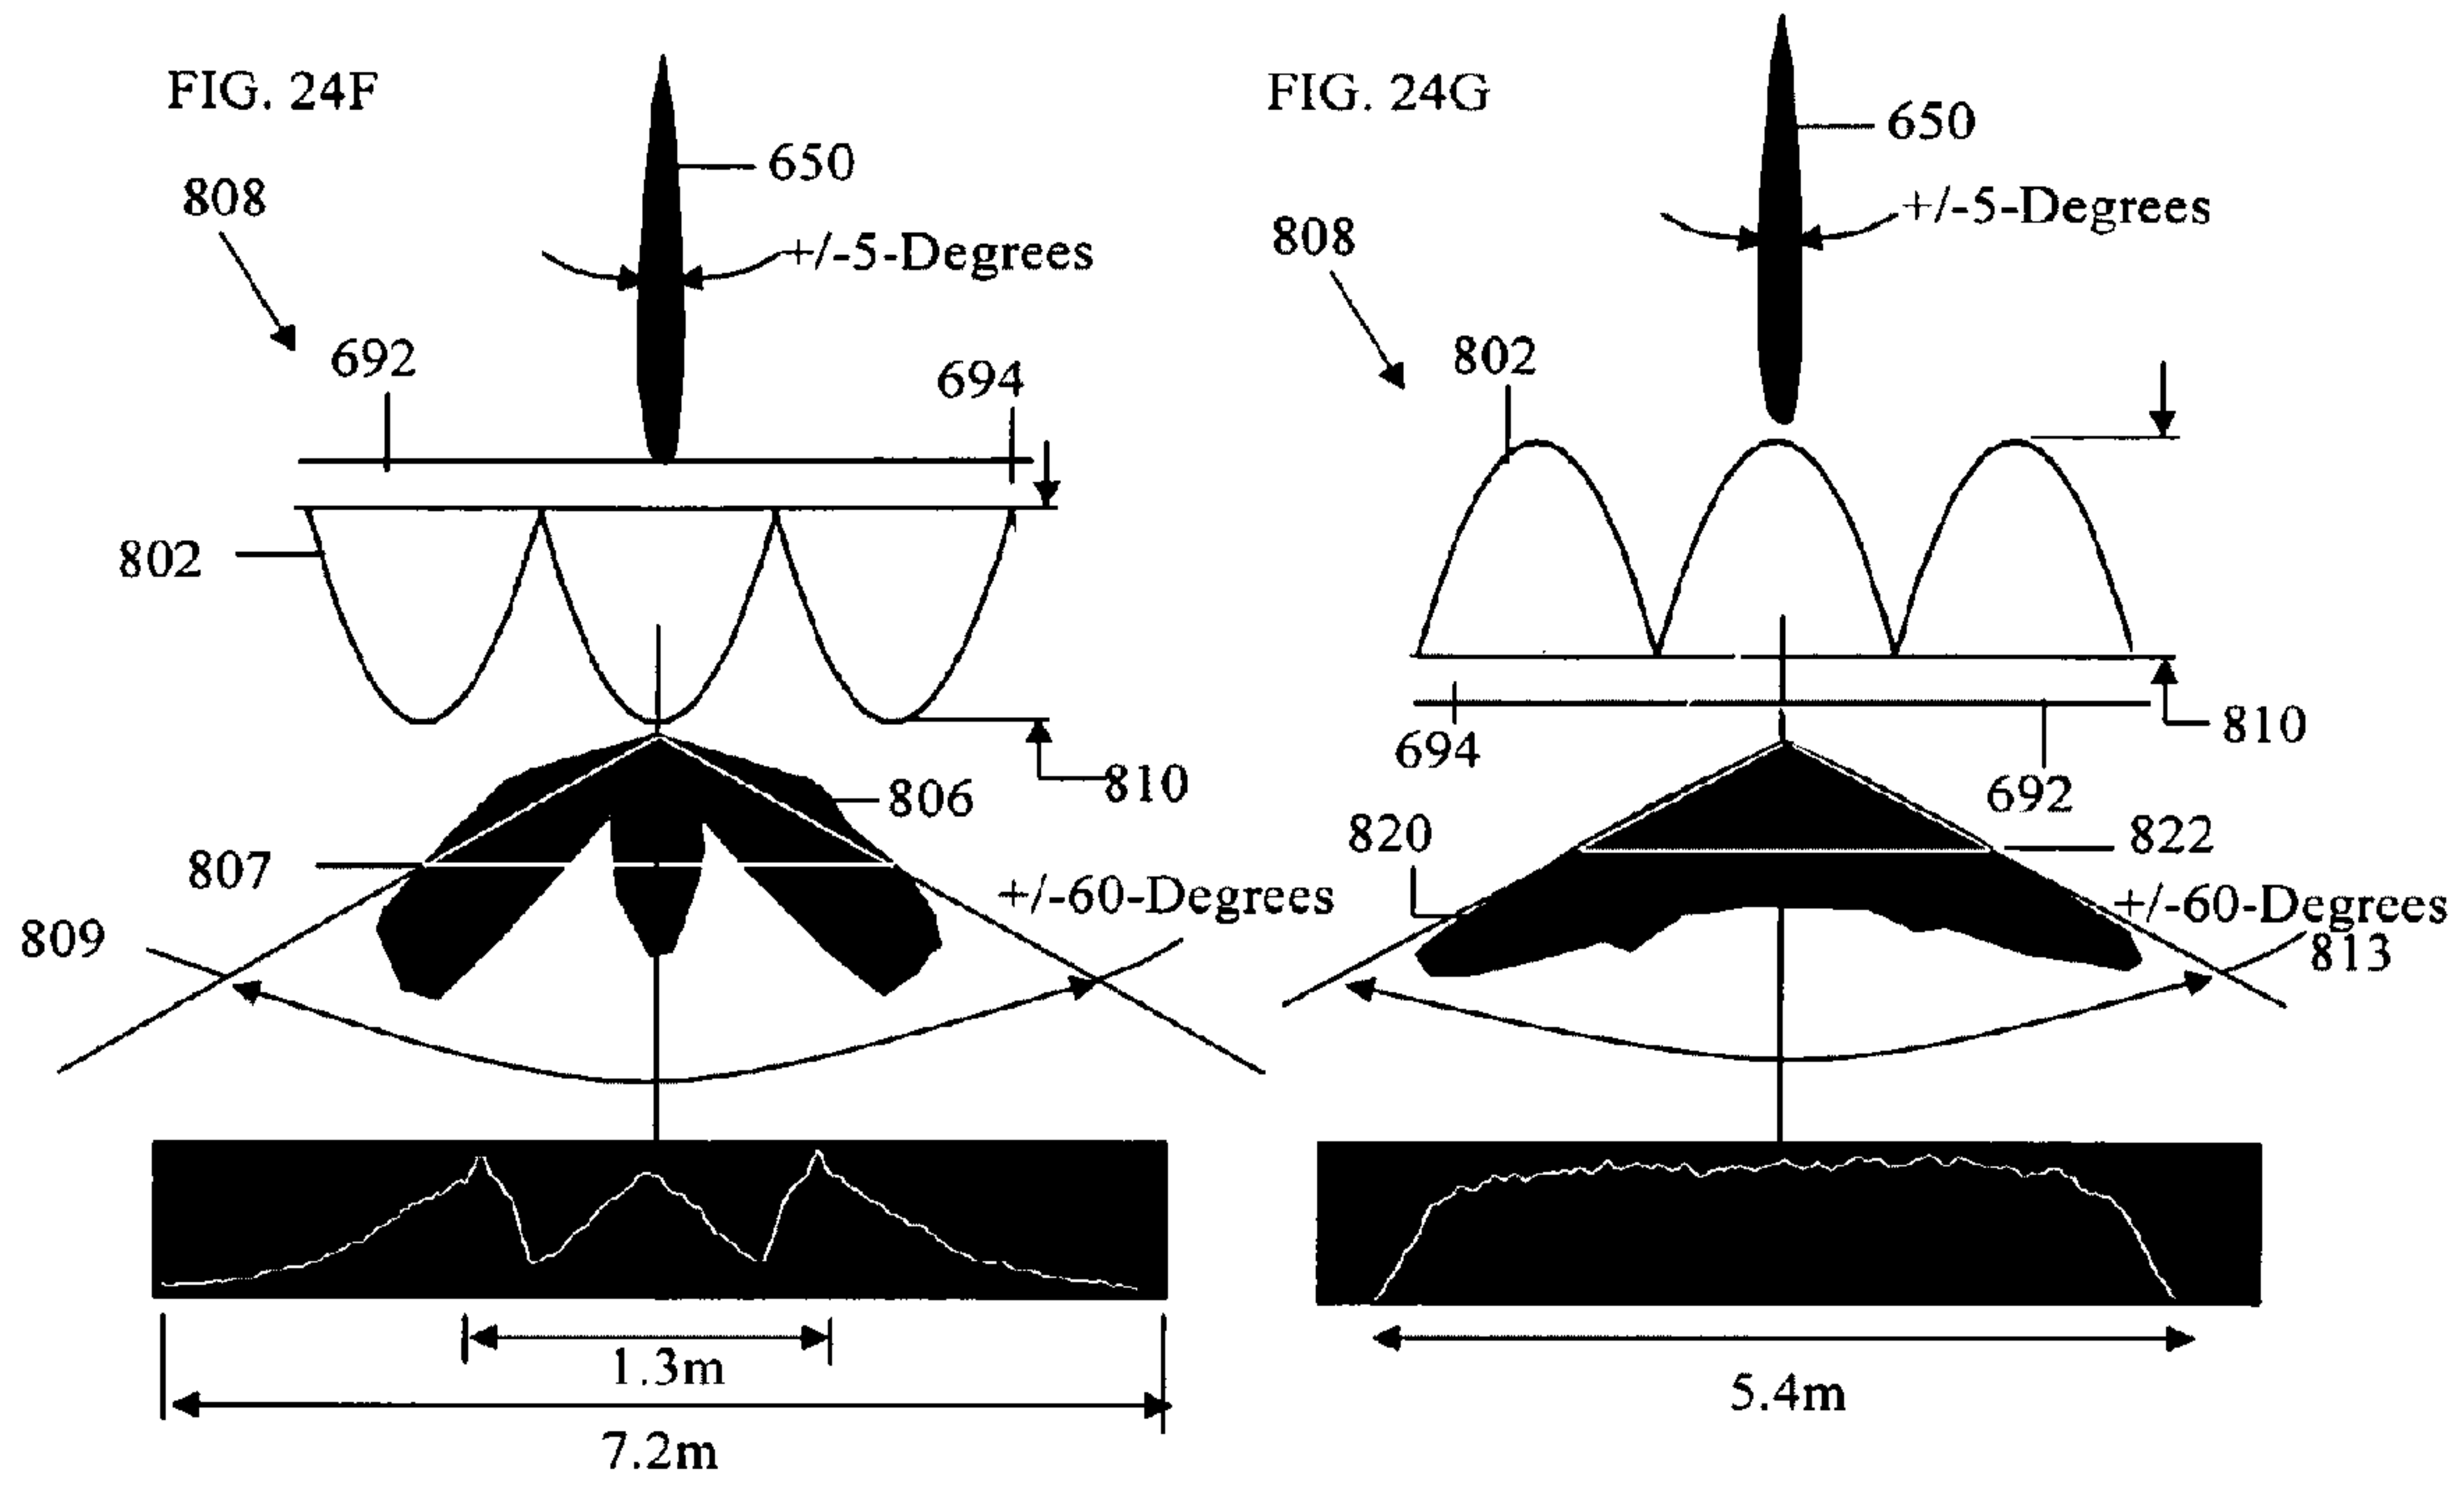 FIG. 24F
650
808
+/-5-Degrees
692
694
802
810
806
807
+/-60-Degrees
809
1.3m
7.2m
FIG. 24G
650
+/-5-Degrees
808
802
810
694
692
820
822
+/-60-Degrees
813
5.4m